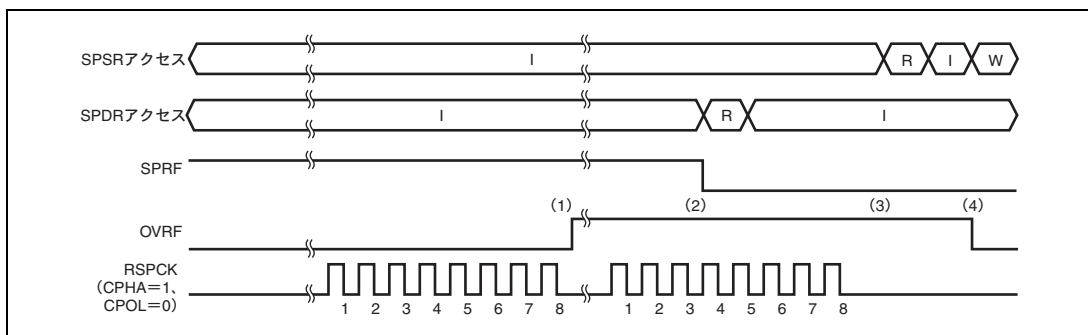 SPSRアクセス I R I W
SPDRアクセス I R I
SPRF
(1) (2) (3) (4)
OVRF
RSPCK
(CPHA=1、
CPOL=0)
1 2 3 4 5 6 7 8 1 2 3 4 5 6 7 8